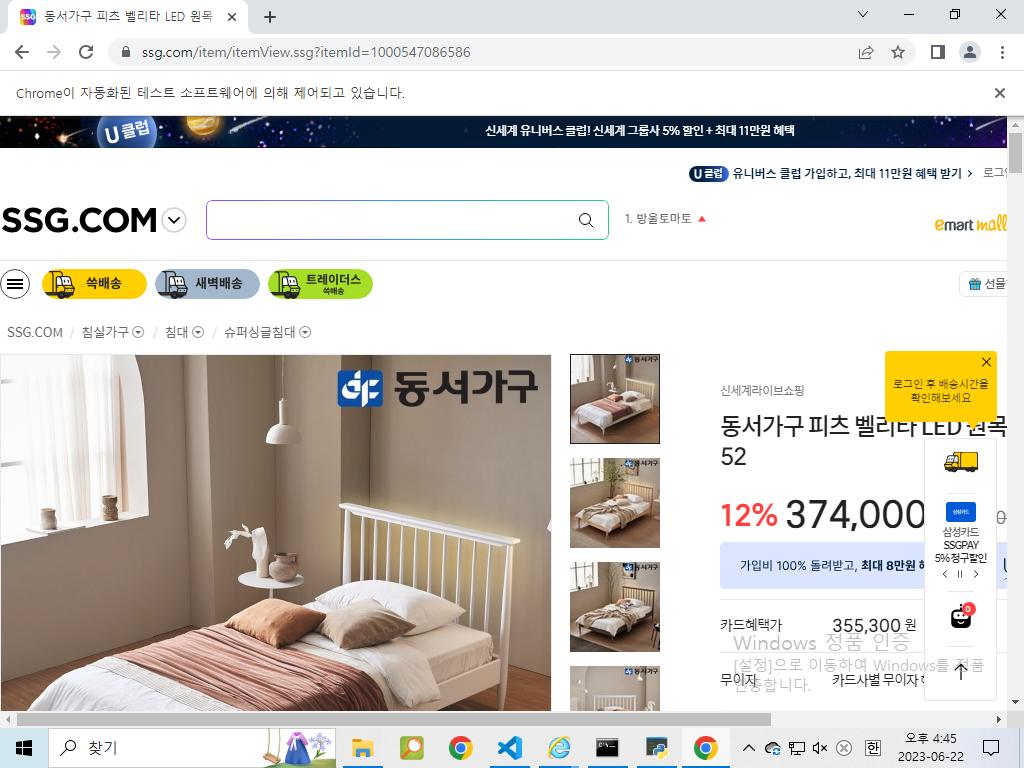 동서가구 피츠 벨리타 LED 원목
ssg.com/item/itemView.ssg?itemId=1000547086586
Chrome이 자동화된 테스트 소프트웨어에 의해 제어되고 있습니다.
U클럽
신세계 유니버스 클럽! 신세계 그룹사 5% 할인 + 최대 11만원 혜택
U 클럽 유니버스 클럽 가입하고, 최대 11만원 혜택 받기
SSG.COM
1. 방울토마토
emart mall
쓱배송
새벽배송
트레이더스
쓱배송
선물
SSG.COM / 침실가구 / 침대 / 슈퍼싱글침대
동서가구
신세계라이브쇼핑
로그인 후 배송시간을
확인해보세요
동서가구 피츠 벨리타 LED 원목
52
12% 374,000
삼성카드
삼성카드
SSGPAY
5% 청구할인
가입비 100% 돌려받고, 최대 8만원
0
카드혜택가 355,300 원
Windows 정품 인증
[설정]으로 이동하여 Windows를 정품
인증합니다.
무이자 카드사별 무이자
찾기
오후 4:45
2023-06-22
한